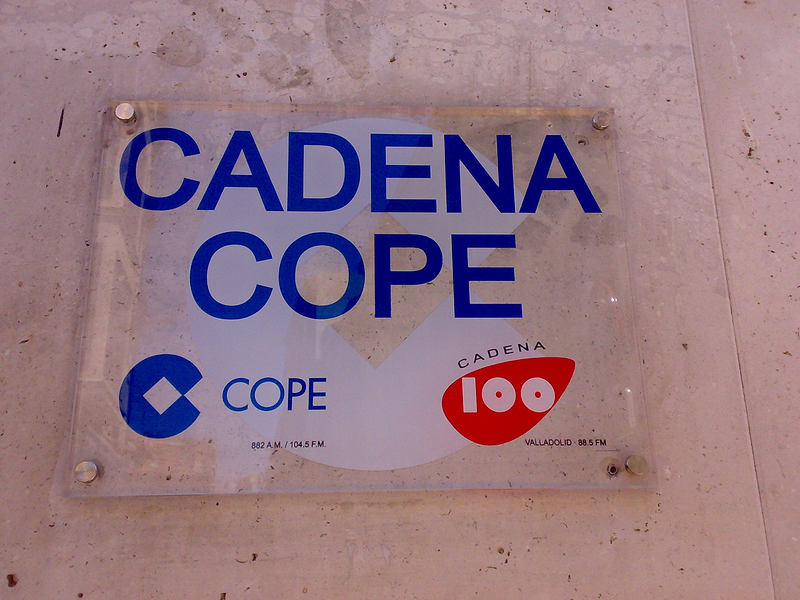 CADENA
COPE
COPE
882 A.M. / 104.5 F.M.
CADENA
100
VALLADOLID · 88.5 FM